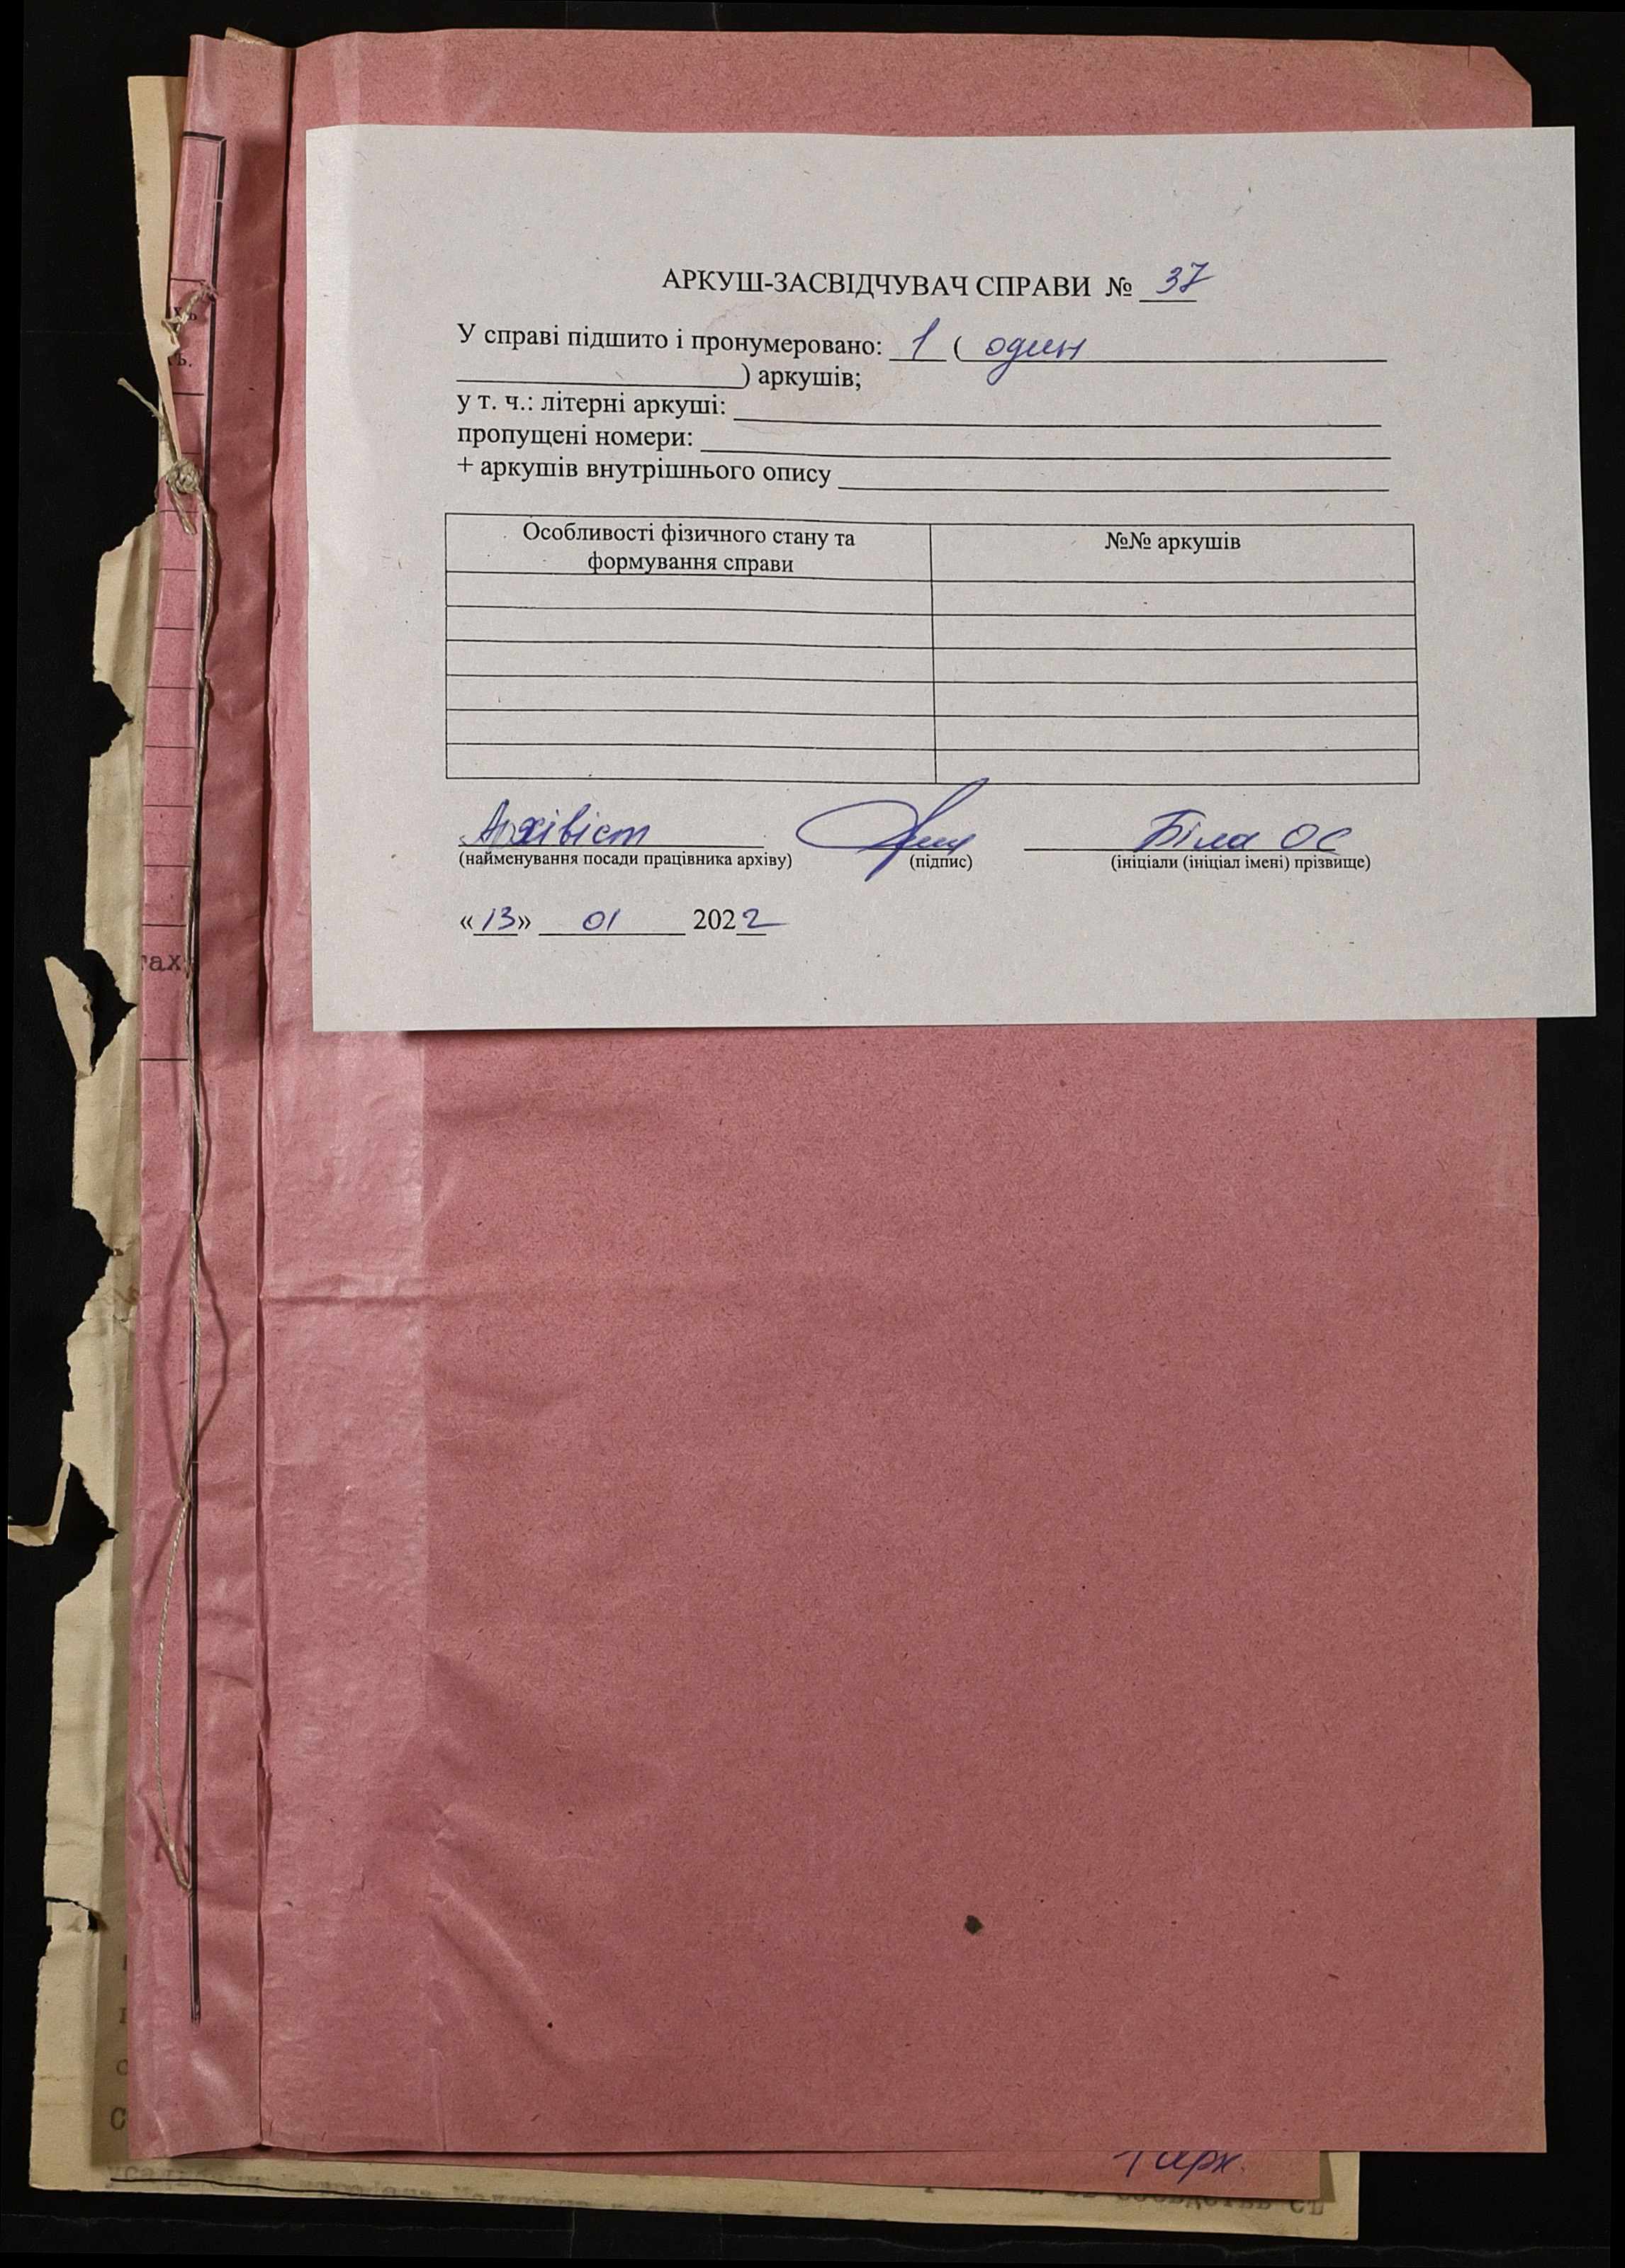 АРКУШ-ЗАСВІДЧУВАЧ СПРАВИ № 37
У справі підшито і пронумеровано: 1 ( один
) аркушів;
у т. ч.: літерні аркуші:
пропущені номери:
+ аркушів внутрішнього опису
Особливості фізичного стану та
формування справи
№№ аркушів
Архівіст
Біла ОС
(найменування посади працівника архіву) (підпис) (ініціали (ініціал імені) прізвище)
«13» 01 2022